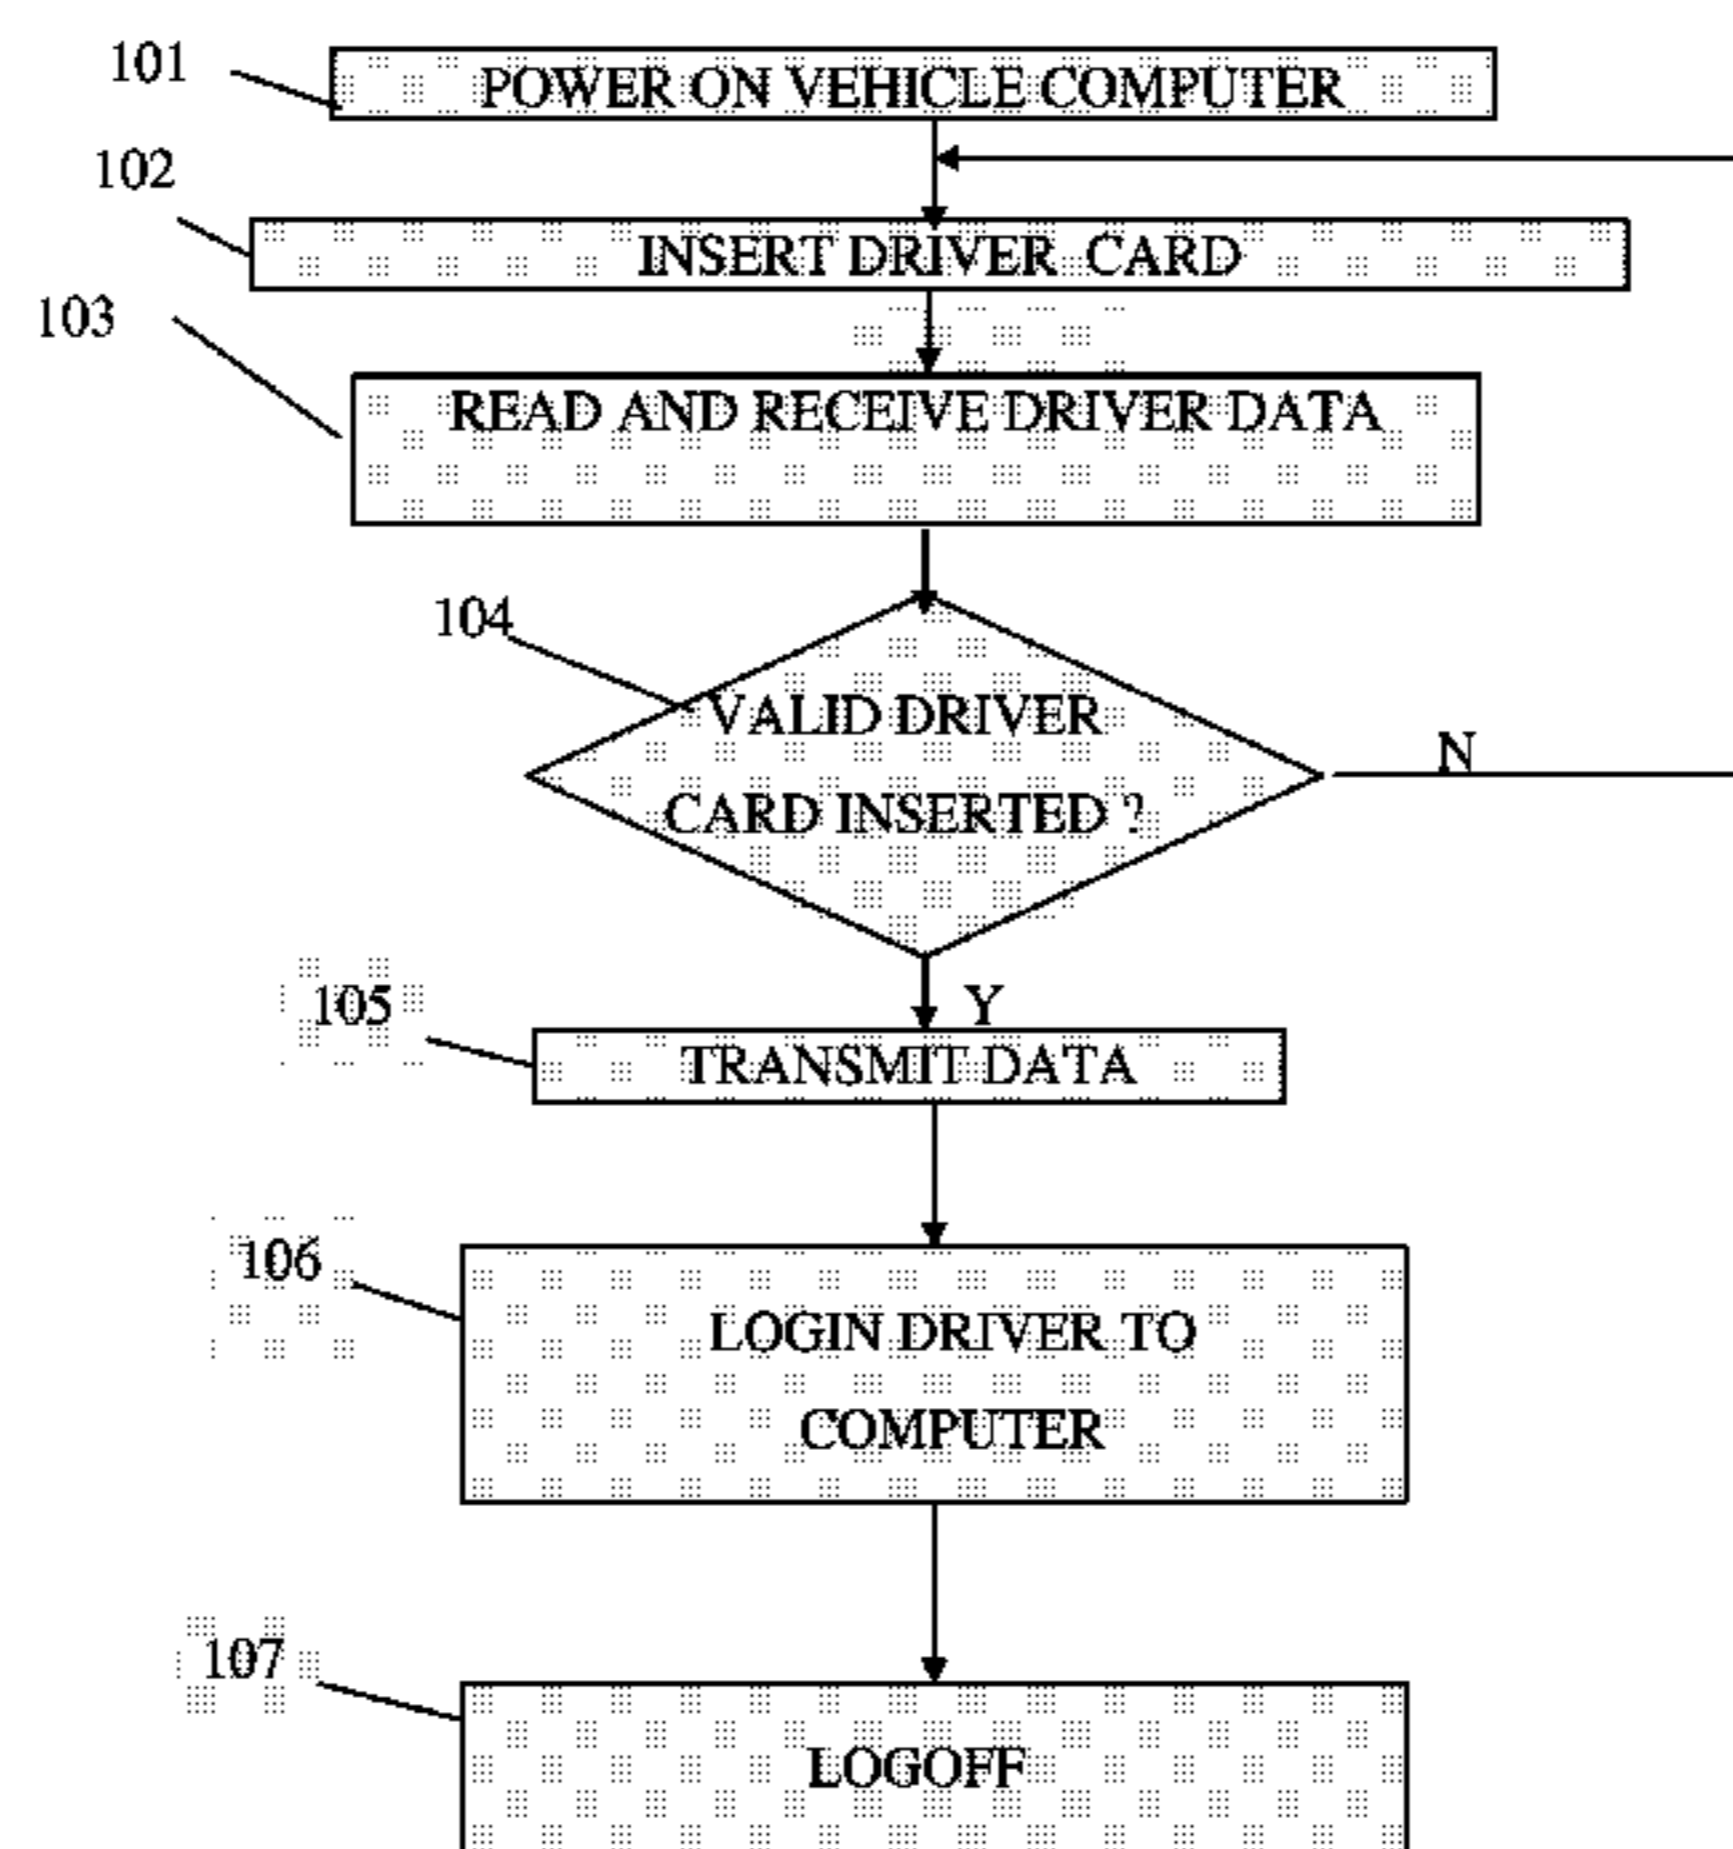 101
POWER ON VEHICLE COMPUTER
102
INSERT DRIVER CARD
103
READ AND RECEIVE DRIVER DATA
104
VALID DRIVER
CARD INSERTED ?
N
Y
105
TRANSMIT DATA
106
LOGIN DRIVER TO
COMPUTER
107
LOGOFF